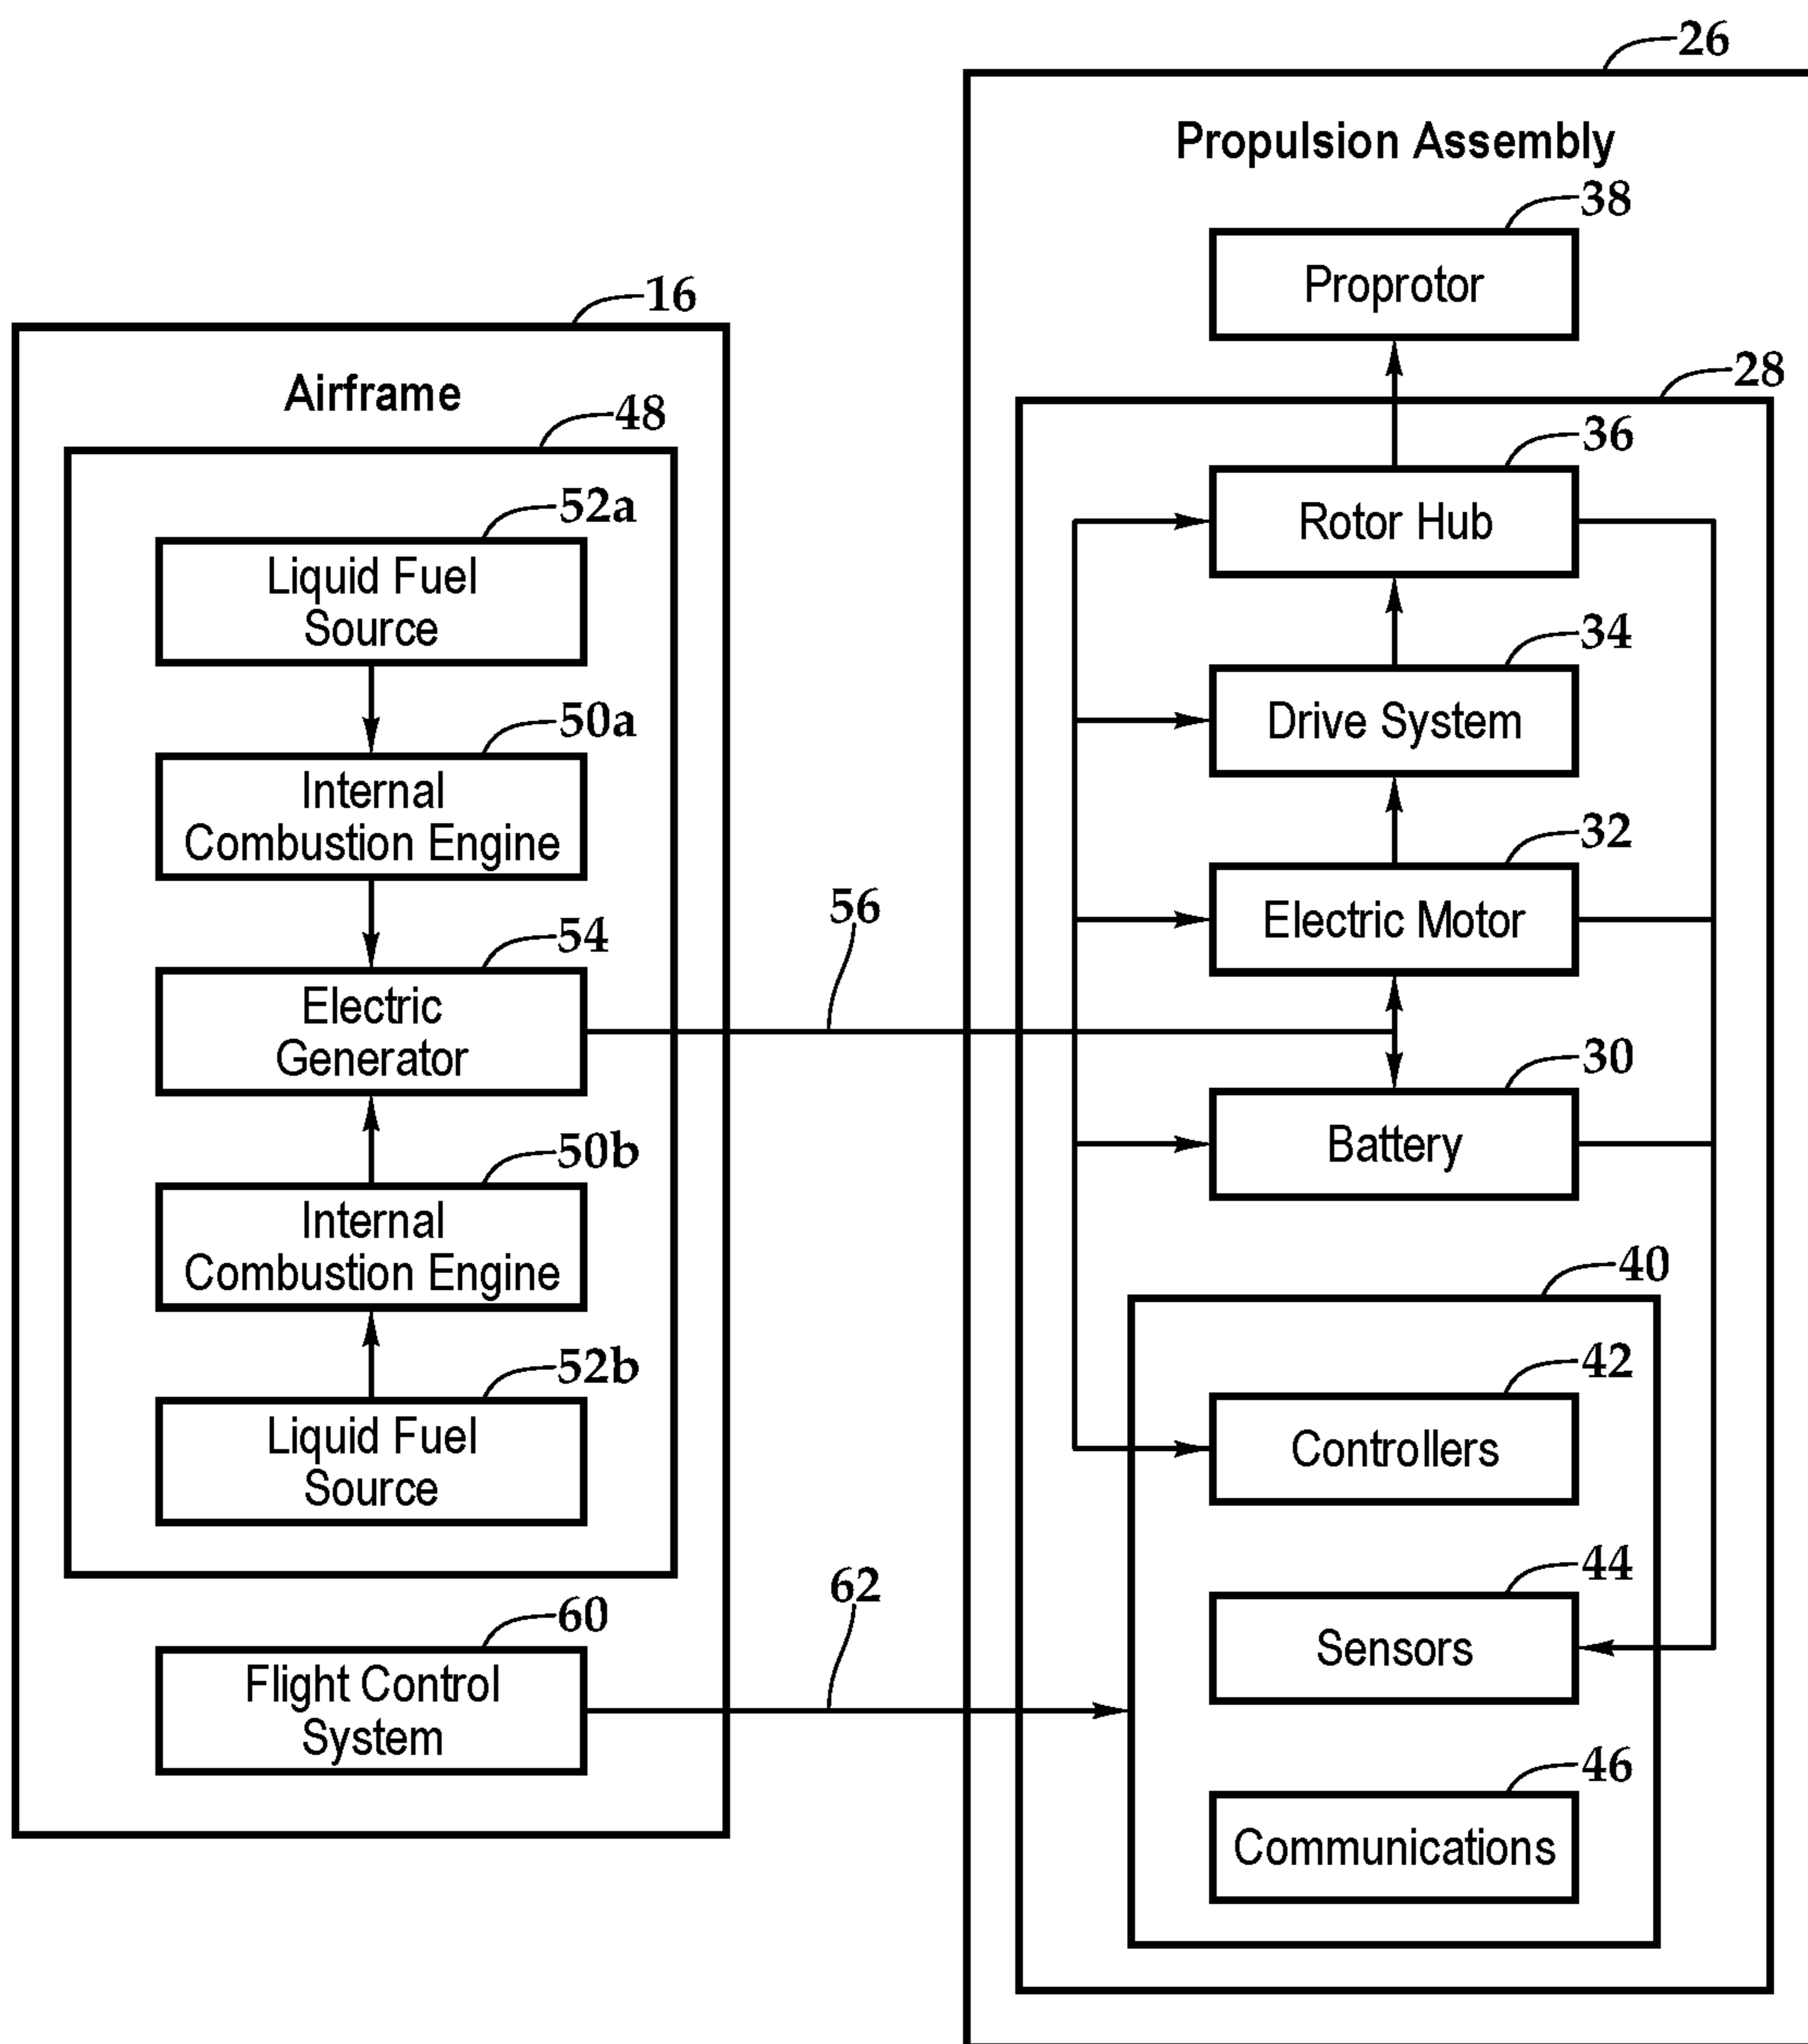 26
Propulsion Assembly
38
Proprotor
16
Airframe
28
48
36
Rotor Hub
52a
Liquid Fuel
Source
34
Drive System
50a
Internal
Combustion Engine
32
Electric Motor
56
54
Electric
Generator
30
Battery
50b
Internal
Combustion Engine
40
52b
Liquid Fuel
Source
42
Controllers
44
Sensors
62
60
Flight Control
System
46
Communications